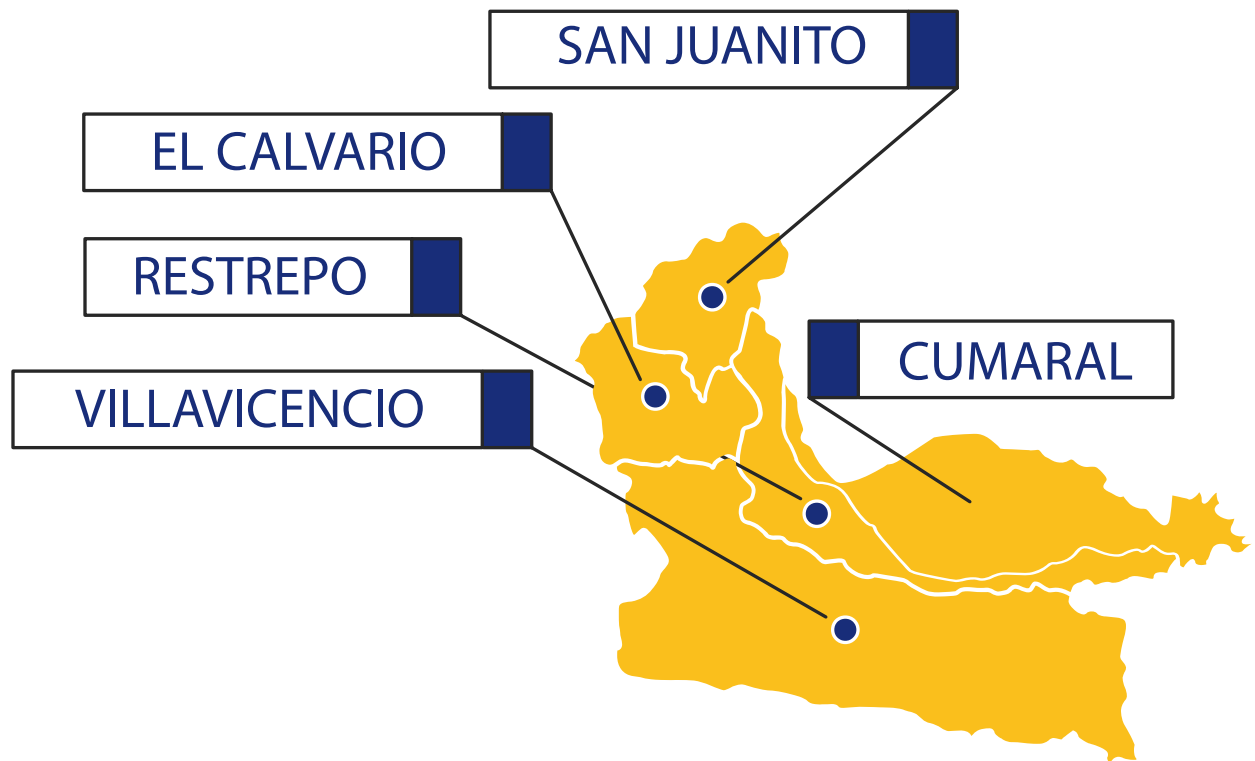 SAN JUANITO
EL CALVARIO
RESTREPO
CUMARAL
VILLAVICENCIO